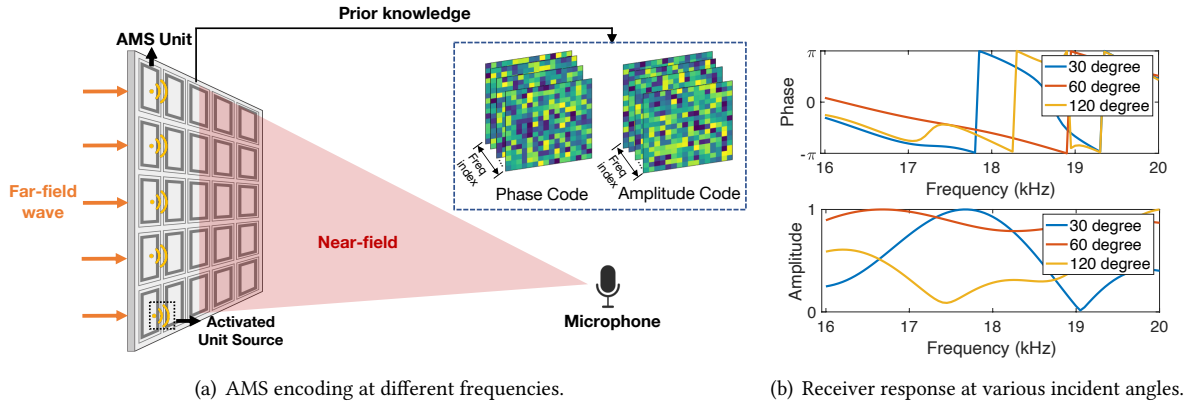 Prior knowledge
AMS Unit
Far-field
wave
Near-field
Activated
Unit Source
Microphone
Freq
index
...
Phase Code
Freq
index
...
Amplitude Code
(a) AMS encoding at different frequencies.
π
0
-π
Phase
16 17 18 19 20
Frequency (kHz)
30 degree
60 degree
120 degree
1
0
Amplitude
16 17 18 19 20
Frequency (kHz)
30 degree
60 degree
120 degree
(b) Receiver response at various incident angles.